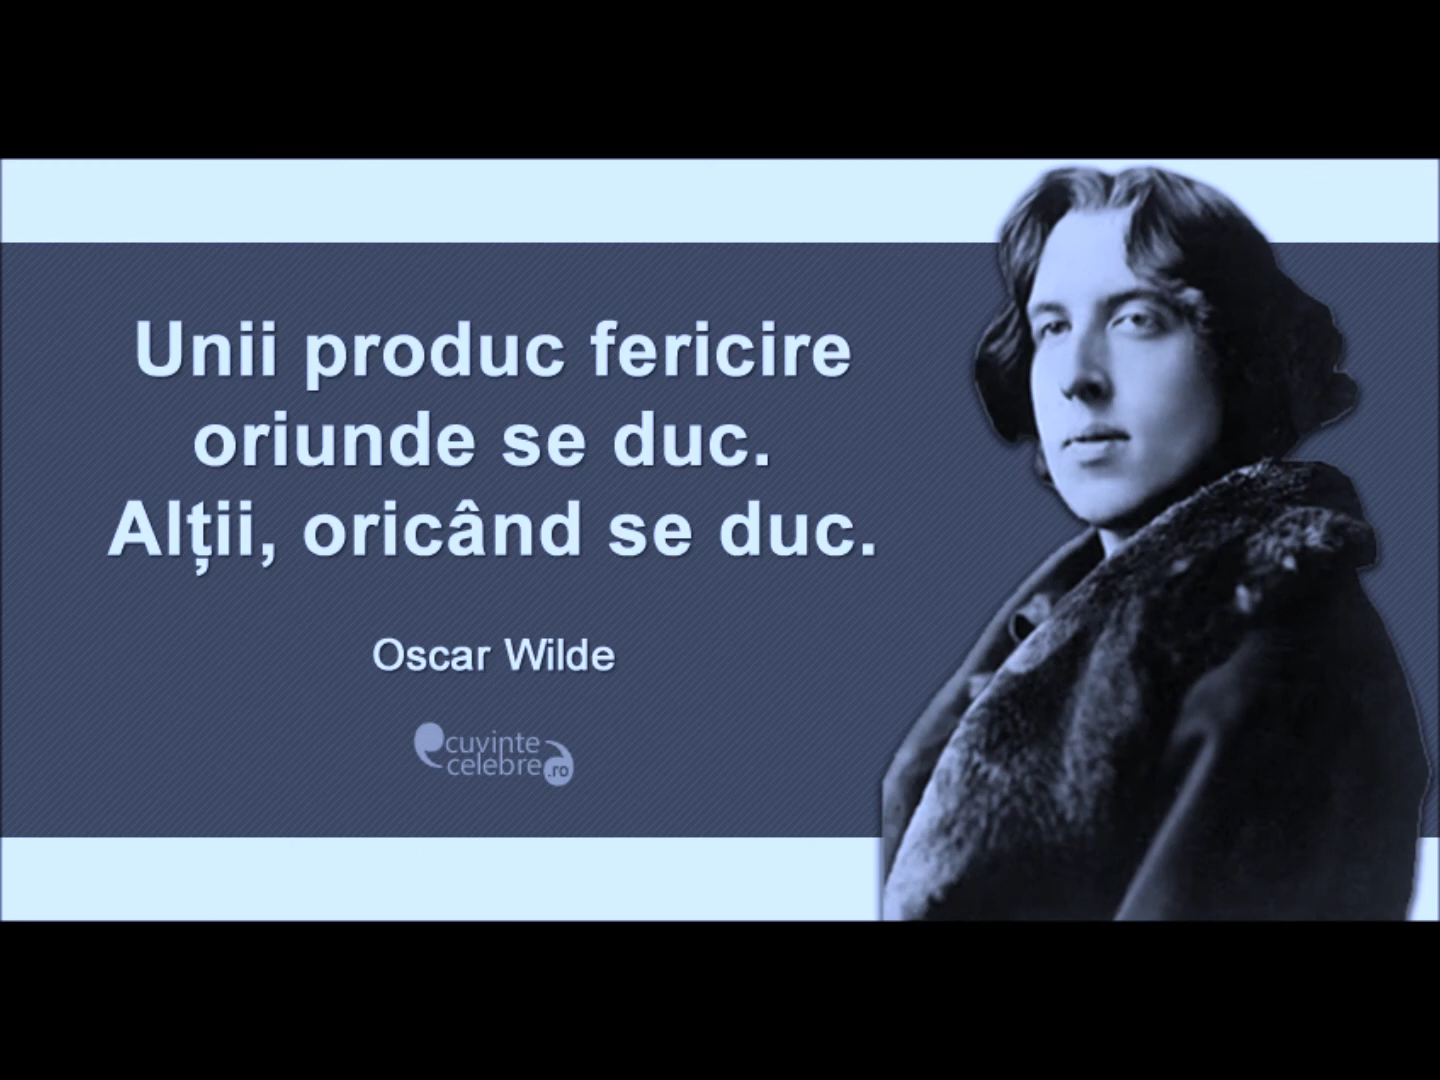 Unii produc fericire
oriunde se duc.
Alții, oricând se duc.
Oscar Wilde
cuvinte
celebre
.ro